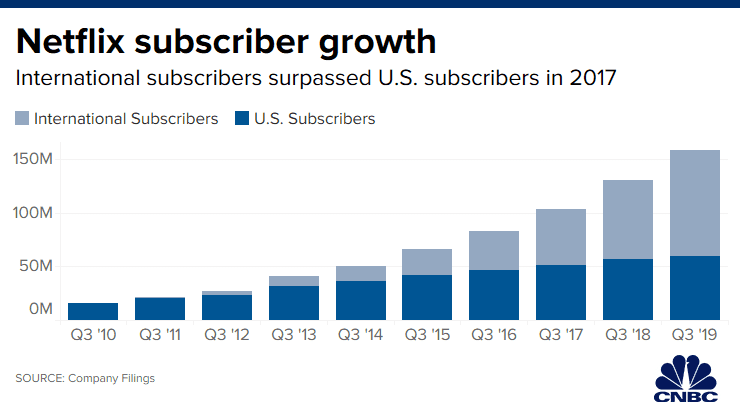 Netflix subscriber growth
International subscribers surpassed U.S. subscribers in 2017
International Subscribers U.S. Subscribers
150M
100M
50M
0M
Q3 '10 Q3 '11 Q3 '12 Q3 '13 Q3 '14 Q3 '15 Q3 '16 Q3 '17 Q3 '18 Q3 '19
SOURCE: Company Filings
CNBC